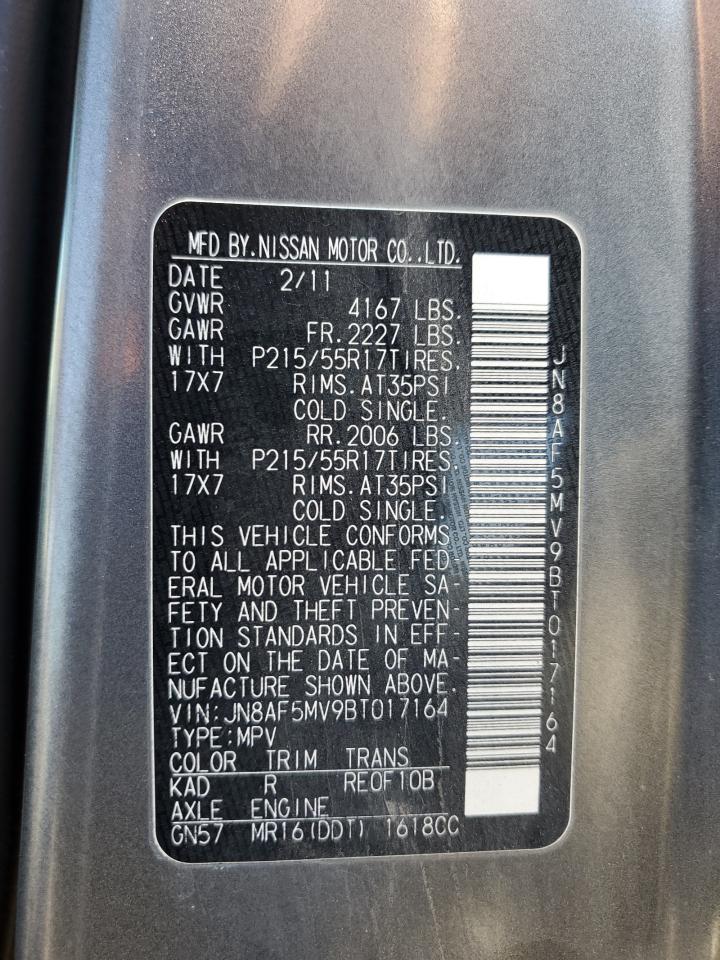 MFD BY.NISSAN MOTOR CO.,LTD.
DATE 2/11
GVWR 4167 LBS.
GAWR FR.2227 LBS.
WITH P215/55R17TIRES.
17X7 RIMS.AT35PSI
COLD SINGLE.
GAWR RR.2006 LBS.
WITH P215/55R17TIRES.
17X7 RIMS.AT35PSI
COLD SINGLE.
THIS VEHICLE CONFORMS
TO ALL APPLICABLE FED
ERAL MOTOR VEHICLE SA-
FETY AND THEFT PREVEN-
TION STANDARDS IN EFF-
ECT ON THE DATE OF MA-
NUFACTURE SHOWN ABOVE.
VIN:JN8AF5MV9BT017164
TYPE:MPV
COLOR TRIM TRANS
KAD R RE0F10B
AXLE ENGINE
GN57 MR16(DDT) 1618CC
JN8AF5MV9BT017164